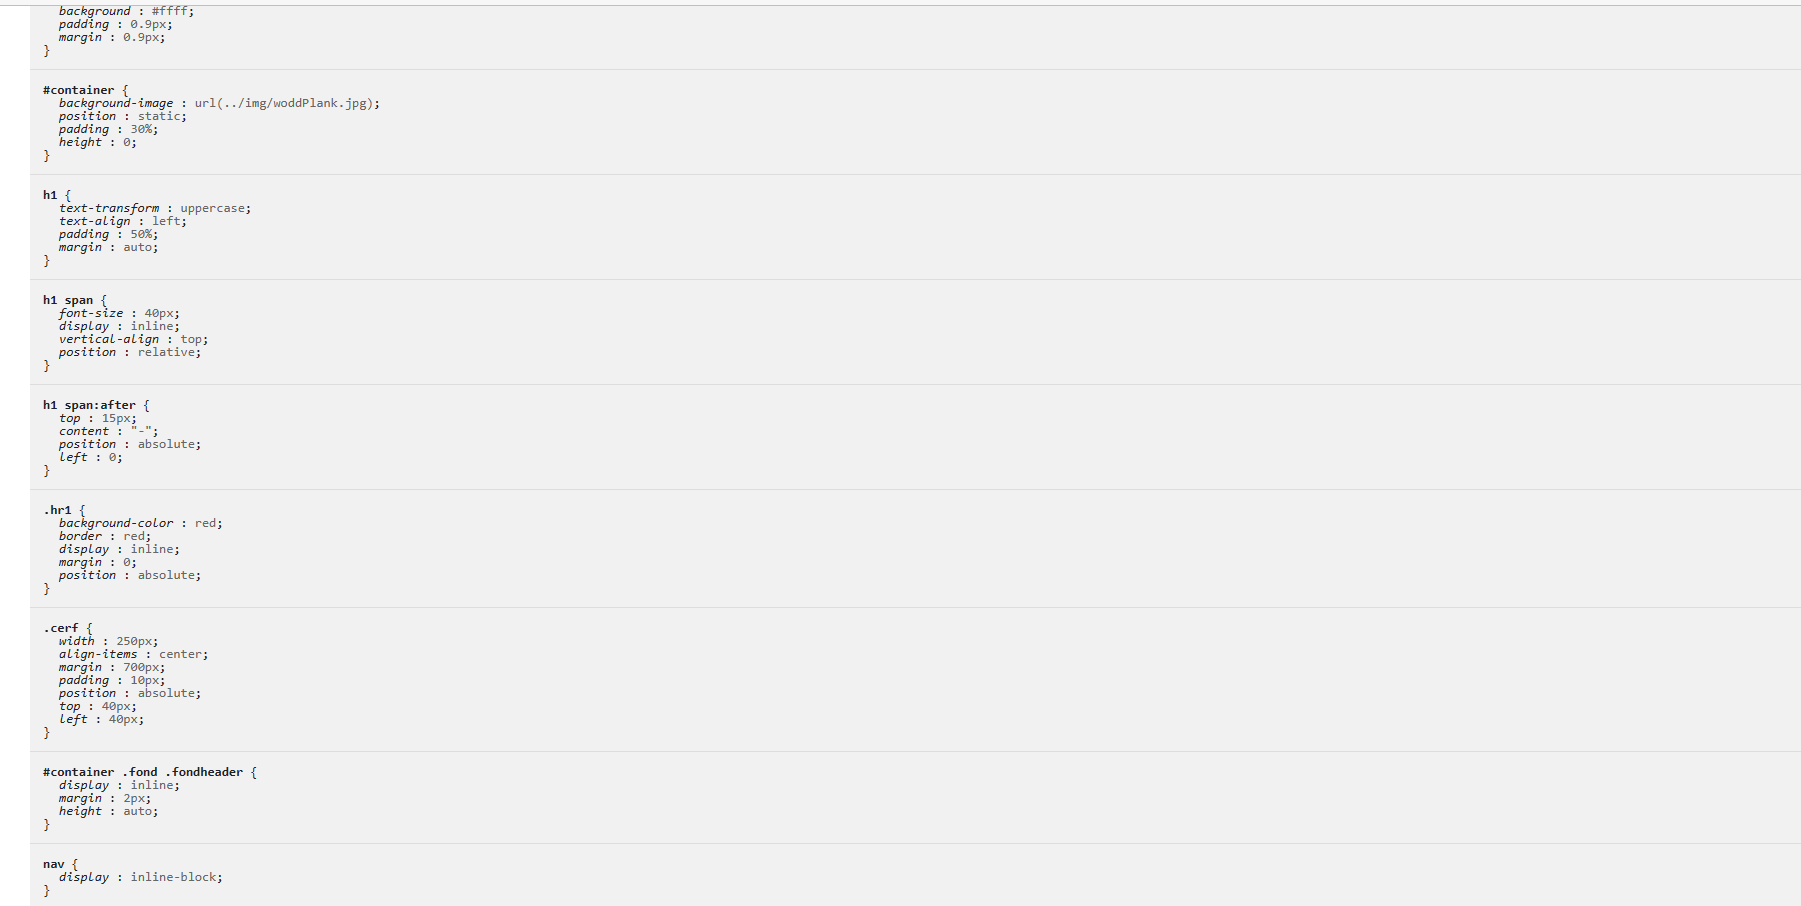 background : #ffff;
padding : 0.9px;
margin : 0.9px;
}
#container {
background-image : url(../img/woddPlank.jpg);
position : static;
padding : 30%;
height : 0;
}
h1 {
text-transform : uppercase;
text-align : left;
padding : 50%;
margin : auto;
}
h1 span {
font-size : 40px;
display : inline;
vertical-align : top;
position : relative;
}
h1 span:after {
top : 15px;
content : "-";
position : absolute;
left : 0;
}
.hr1 {
background-color : red;
border : red;
display : inline;
margin : 0;
position : absolute;
}
.cerf {
width : 250px;
align-items : center;
margin : 700px;
padding : 10px;
position : absolute;
top : 40px;
left : 40px;
}
#container .fond .fondheader {
display : inline;
margin : 2px;
height : auto;
}
nav {
display : inline-block;
}